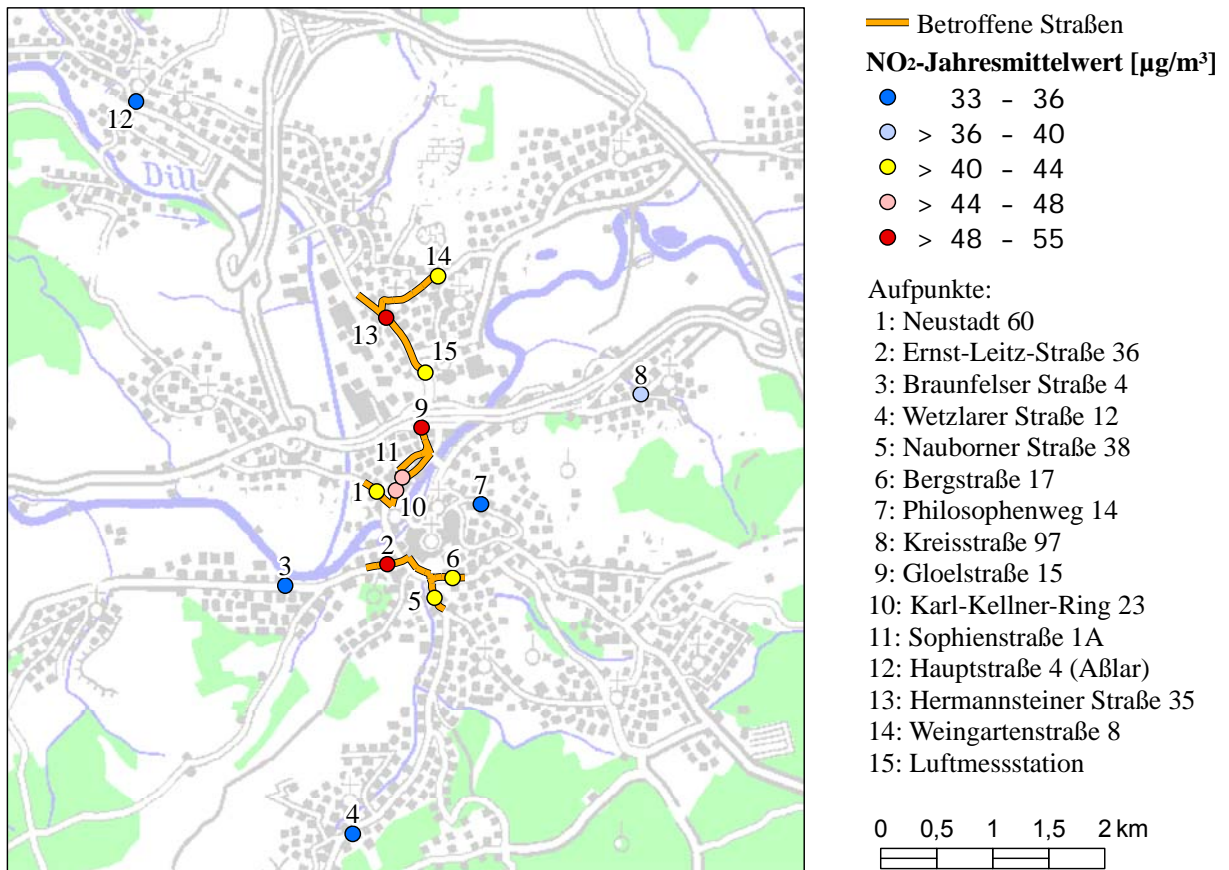 Betroffene Straßen
NO₂-Jahresmittelwert [µg/m³]
33 - 36
> 36 - 40
> 40 - 44
> 44 - 48
> 48 - 55
Aufpunkte:
1: Neustadt 60
2: Ernst-Leitz-Straße 36
3: Braunfelser Straße 4
4: Wetzlarer Straße 12
5: Nauborner Straße 38
6: Bergstraße 17
7: Philosophenweg 14
8: Kreisstraße 97
9: Gloelstraße 15
10: Karl-Kellner-Ring 23
11: Sophienstraße 1A
12: Hauptstraße 4 (Aßlar)
13: Hermannsteiner Straße 35
14: Weingartenstraße 8
15: Luftmessstation
0 0,5 1 1,5 2 km
12
Dill
14
13
15
8
9
11
1
10
7
2
3
6
5
4